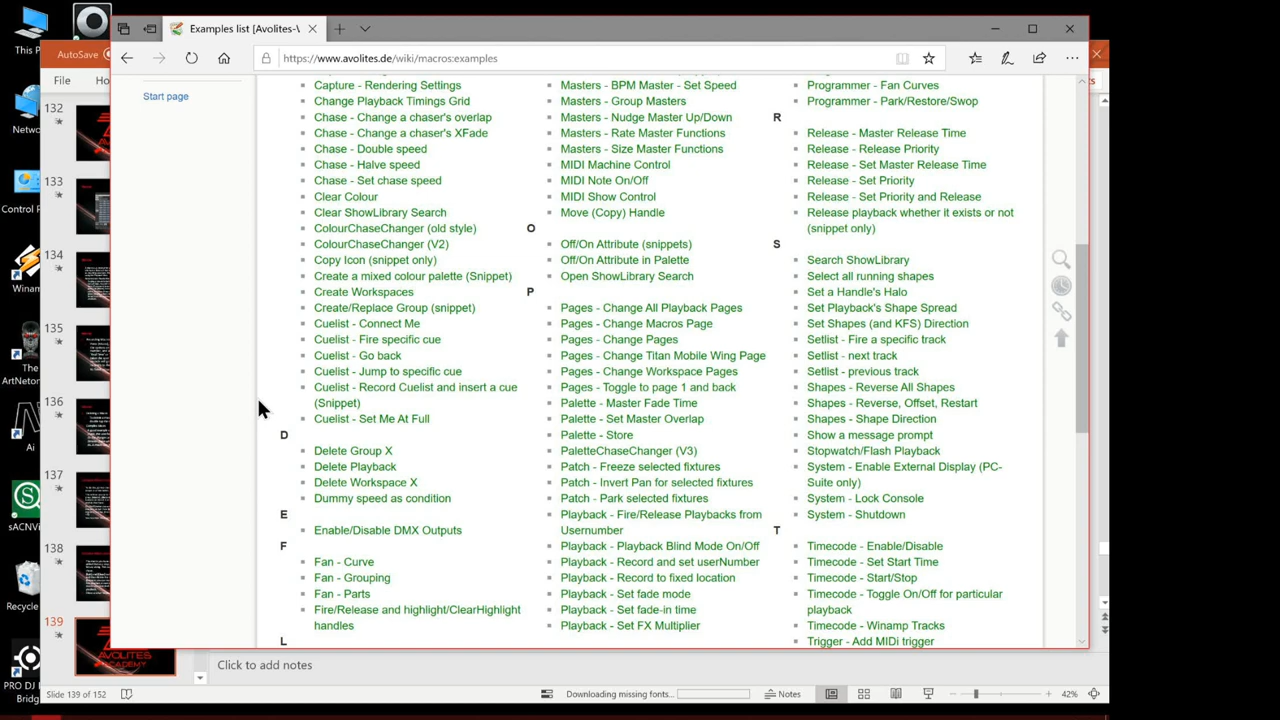 This P
AutoSave
Examples list [Avolites-\
https://www.avolites.de/wiki/macros:examples
File
Ho
Start page
Capture - Rendering Settings
Change Playback Timings Grid
Chase - Change a chaser's overlap
Chase - Change a chaser's XFade
Chase - Double speed
Chase - Halve speed
Chase - Set chase speed
Clear Colour
Clear ShowLibrary Search
ColourChaseChanger (old style)
ColourChaseChanger (V2)
Copy Icon (snippet only)
Create a mixed colour palette (Snippet)
Create Workspaces
Create/Replace Group (snippet)
Cuelist - Connect Me
Cuelist - Fire specific cue
Cuelist - Go back
Cuelist - Jump to specific cue
Cuelist - Record Cuelist and insert a cue
(Snippet)
Cuelist - Set Me At Full
D
Delete Group X
Delete Playback
Delete Workspace X
Dummy speed as condition
E
Enable/Disable DMX Outputs
F
Fan - Curve
Fan - Grouping
Fan - Parts
Fire/Release and highlight/ClearHighlight
handles
L
Masters - BPM Master - Set Speed
Masters - Group Masters
Masters - Nudge Master Up/Down
Masters - Rate Master Functions
Masters - Size Master Functions
MIDI Machine Control
MIDI Note On/Off
MIDI Show Control
Move (Copy) Handle
O
Off/On Attribute (snippets)
Off/On Attribute in Palette
Open ShowLibrary Search
P
Pages - Change All Playback Pages
Pages - Change Macros Page
Pages - Change Pages
Pages - Change Titan Mobile Wing Page
Pages - Change Workspace Pages
Pages - Toggle to page 1 and back
Palette - Master Fade Time
Palette - Set Master Overlap
Palette - Store
PaletteChaseChanger (V3)
Patch - Freeze selected fixtures
Patch - Invert Pan for selected fixtures
Patch - Park selected fixtures
Playback - Fire/Release Playbacks from
Usernumber
Playback - Playback Blind Mode On/Off
Playback - Record and set userNumber
Playback - Record to fixed location
Playback - Set fade mode
Playback - Set fade-in time
Playback - Set FX Multiplier
Programmer - Fan Curves
Programmer - Park/Restore/Swop
R
Release - Master Release Time
Release - Release Priority
Release - Set Master Release Time
Release - Set Priority
Release - Set Priority and Release
Release playback whether it exists or not
(snippet only)
S
Search ShowLibrary
Select all running shapes
Set a Handle's Halo
Set Playback's Shape Spread
Set Shapes (and KFS) Direction
Setlist - Fire a specific track
Setlist - next track
Setlist - previous track
Shapes - Reverse All Shapes
Shapes - Reverse, Offset, Restart
Shapes - Shape Direction
Show a message prompt
Stopwatch/Flash Playback
System - Enable External Display (PC-
Suite only)
System - Lock Console
System - Shutdown
T
Timecode - Enable/Disable
Timecode - Set Start Time
Timecode - Start/Stop
Timecode - Toggle On/Off for particular
playback
Timecode - Winamp Tracks
Trigger - Add MIDi trigger
132
133
134
135
136
137
138
139
Netwo
Control P
Winam
The
ArtNeton
Ai
sACNVi
Recycle
PRO DJ
Bridg
AVOLITES
ACADEMY
Click to add notes
Slide 139 of 152
Downloading missing fonts...
Notes
42%